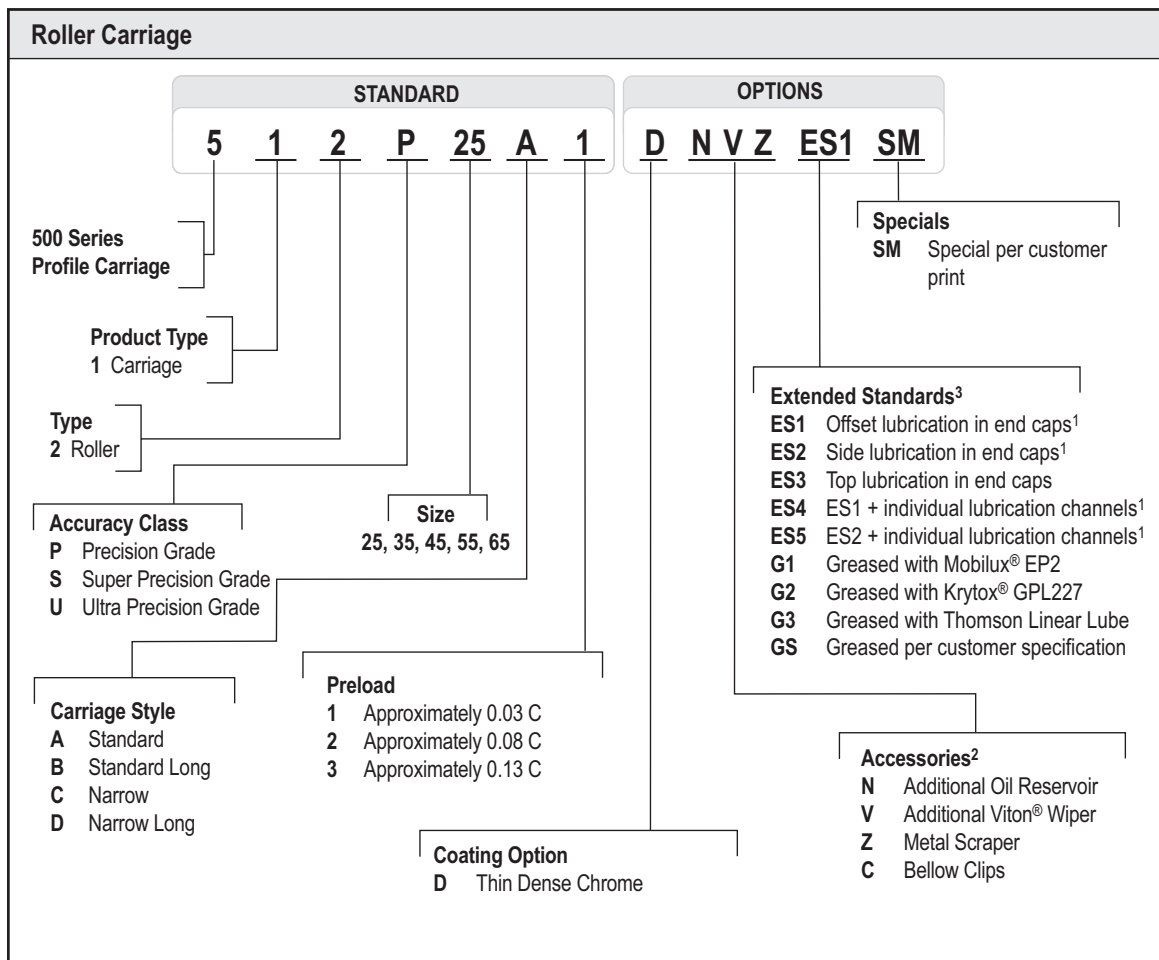 Roller Carriage
STANDARD
OPTIONS
5 1 2 P 25 A 1 D N V Z ES1 SM
500 Series
Profile Carriage
Product Type
1 Carriage
Type
2 Roller
Accuracy Class
P Precision Grade
S Super Precision Grade
U Ultra Precision Grade
Size
25, 35, 45, 55, 65
Carriage Style
A Standard
B Standard Long
C Narrow
D Narrow Long
Preload
1 Approximately 0.03 C
2 Approximately 0.08 C
3 Approximately 0.13 C
Coating Option
D Thin Dense Chrome
Specials
SM Special per customer
print
Extended Standards³
ES1 Offset lubrication in end caps¹
ES2 Side lubrication in end caps¹
ES3 Top lubrication in end caps
ES4 ES1 + individual lubrication channels¹
ES5 ES2 + individual lubrication channels¹
G1 Greased with Mobilux® EP2
G2 Greased with Krytox® GPL227
G3 Greased with Thomson Linear Lube
GS Greased per customer specification
Accessories²
N Additional Oil Reservoir
V Additional Viton® Wiper
Z Metal Scraper
C Bellow Clips